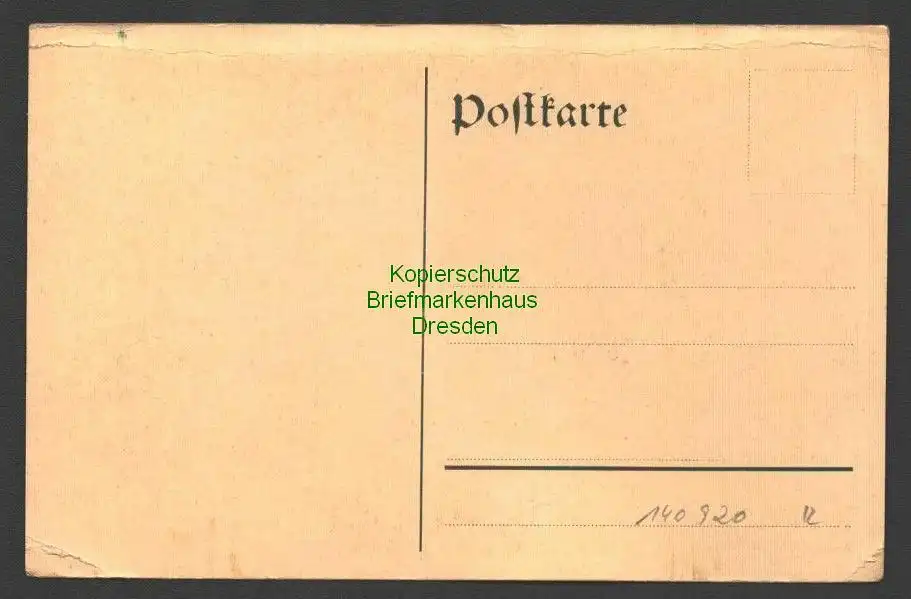 Postkarte
Kopierschutz
Briefmarkenhaus
Dresden
140920